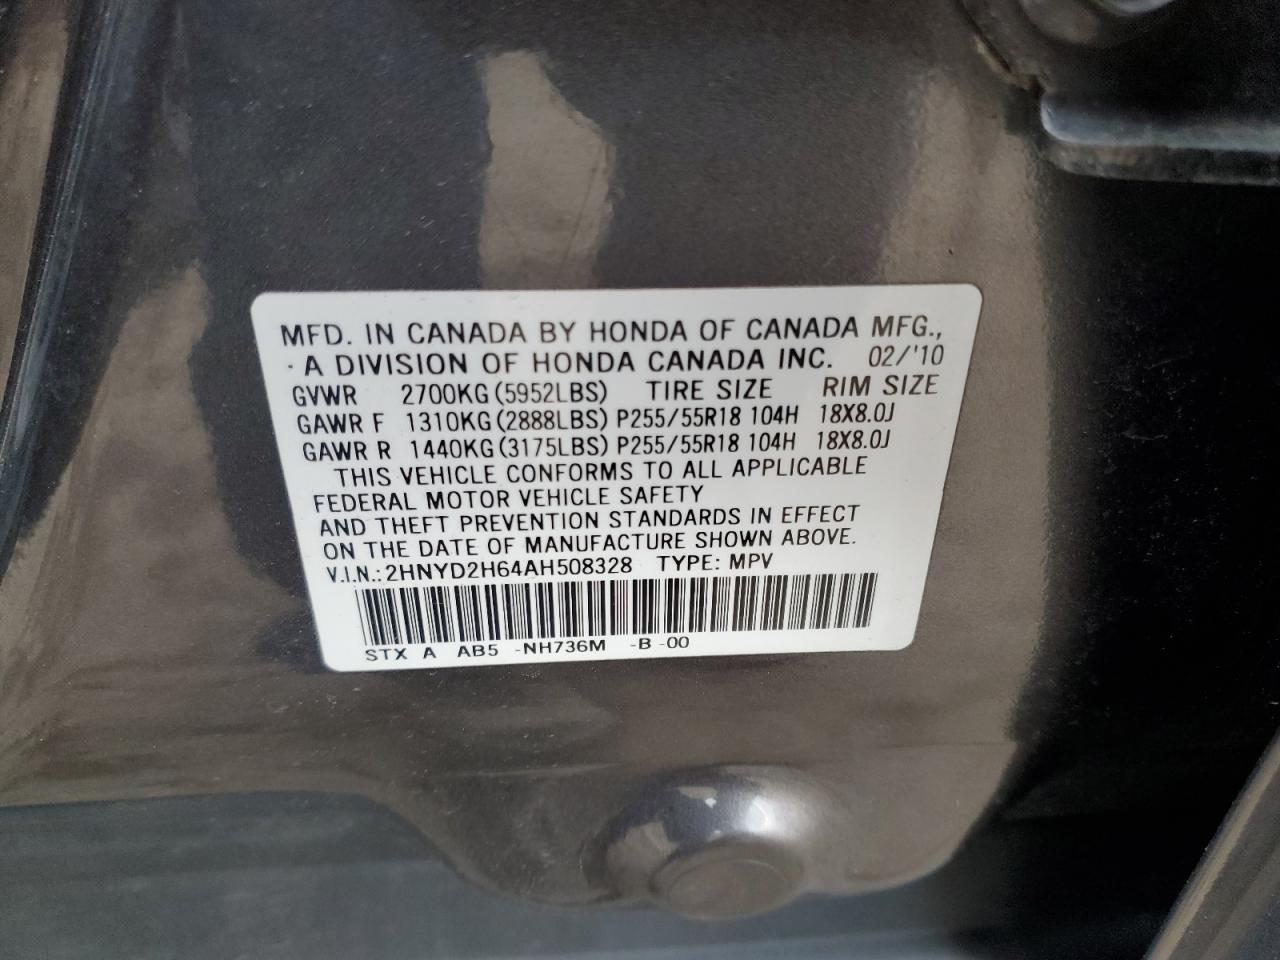 MFD. IN CANADA BY HONDA OF CANADA MFG.,
A DIVISION OF HONDA CANADA INC. 02/'10
GVWR 2700KG(5952LBS) TIRE SIZE RIM SIZE
GAWR F 1310KG(2888LBS) P255/55R18 104H 18X8.0J
GAWR R 1440KG(3175LBS) P255/55R18 104H 18X8.0J
THIS VEHICLE CONFORMS TO ALL APPLICABLE
FEDERAL MOTOR VEHICLE SAFETY
AND THEFT PREVENTION STANDARDS IN EFFECT
ON THE DATE OF MANUFACTURE SHOWN ABOVE.
V.I.N.: 2HNYD2H64AH508328 TYPE: MPV
STX A AB5 -NH736M -B -00